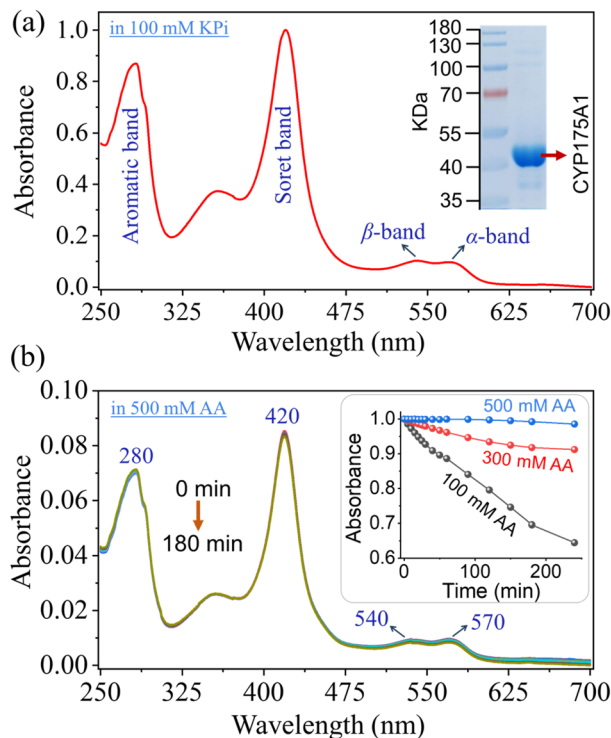 (a)
in 100 mM KPi
Absorbance
1.0
0.8
0.6
0.4
0.2
0.0
Aromatic band
Soret band
β-band
α-band
KDa
180
130
100
70
55
40
35
CYP175A1
250 325 400 475 550 625 700
Wavelength (nm)
(b)
in 500 mM AA
Absorbance
0.10
0.08
0.06
0.04
0.02
0.00
280
420
0 min
180 min
540
570
Absorbance
1.0
0.9
0.8
0.7
0.6
500 mM AA
300 mM AA
100 mM AA
0 100 200
Time (min)
250 325 400 475 550 625 700
Wavelength (nm)